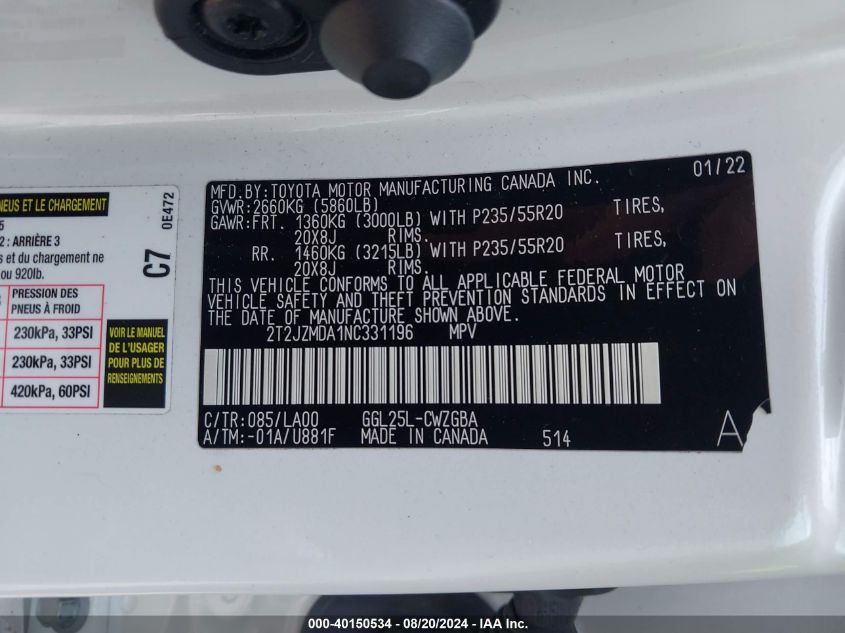 NEUS ET LE CHARGEMENT
5
2 : ARRIÈRE 3
s et du chargement ne
ou 920lb.
C7
0E472
PRESSION DES
PNEUS À FROID
230kPa, 33PSI
230kPa, 33PSI
420kPa, 60PSI
VOIR LE MANUEL
DE L'USAGER
POUR PLUS DE
RENSEIGNEMENTS
MFD.BY:TOYOTA MOTOR MANUFACTURING CANADA INC. 01/22
GVWR:2660KG (5860LB)
GAWR:FRT. 1360KG (3000LB) WITH P235/55R20 TIRES,
20X8J RIMS.
RR. 1460KG (3215LB) WITH P235/55R20 TIRES,
20X8J RIMS.
THIS VEHICLE CONFORMS TO ALL APPLICABLE FEDERAL MOTOR
VEHICLE SAFETY AND THEFT PREVENTION STANDARDS IN EFFECT ON
THE DATE OF MANUFACTURE SHOWN ABOVE.
2T2JZMDA1NC331196 MPV
C/TR:085/LA00 GGL25L-CWZGBA
A/TM:-01A/U881F MADE IN CANADA 514 A
000-40150534 - 08/20/2024 - IAA Inc.